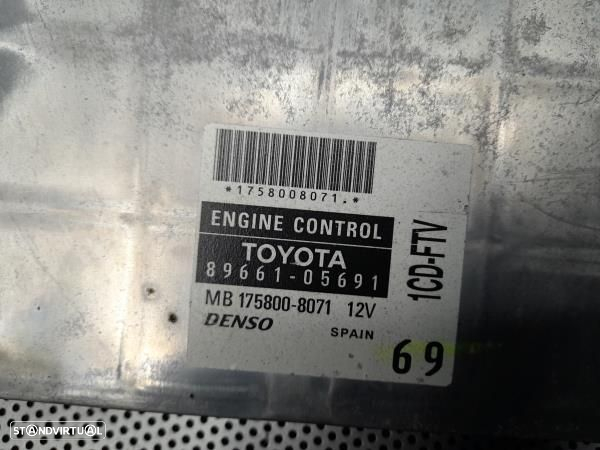 *1758008071.*
ENGINE CONTROL
TOYOTA
89661-05691
MB 175800-8071 12V
DENSO SPAIN
1CD-FTV
69
STANDVIRTUAL